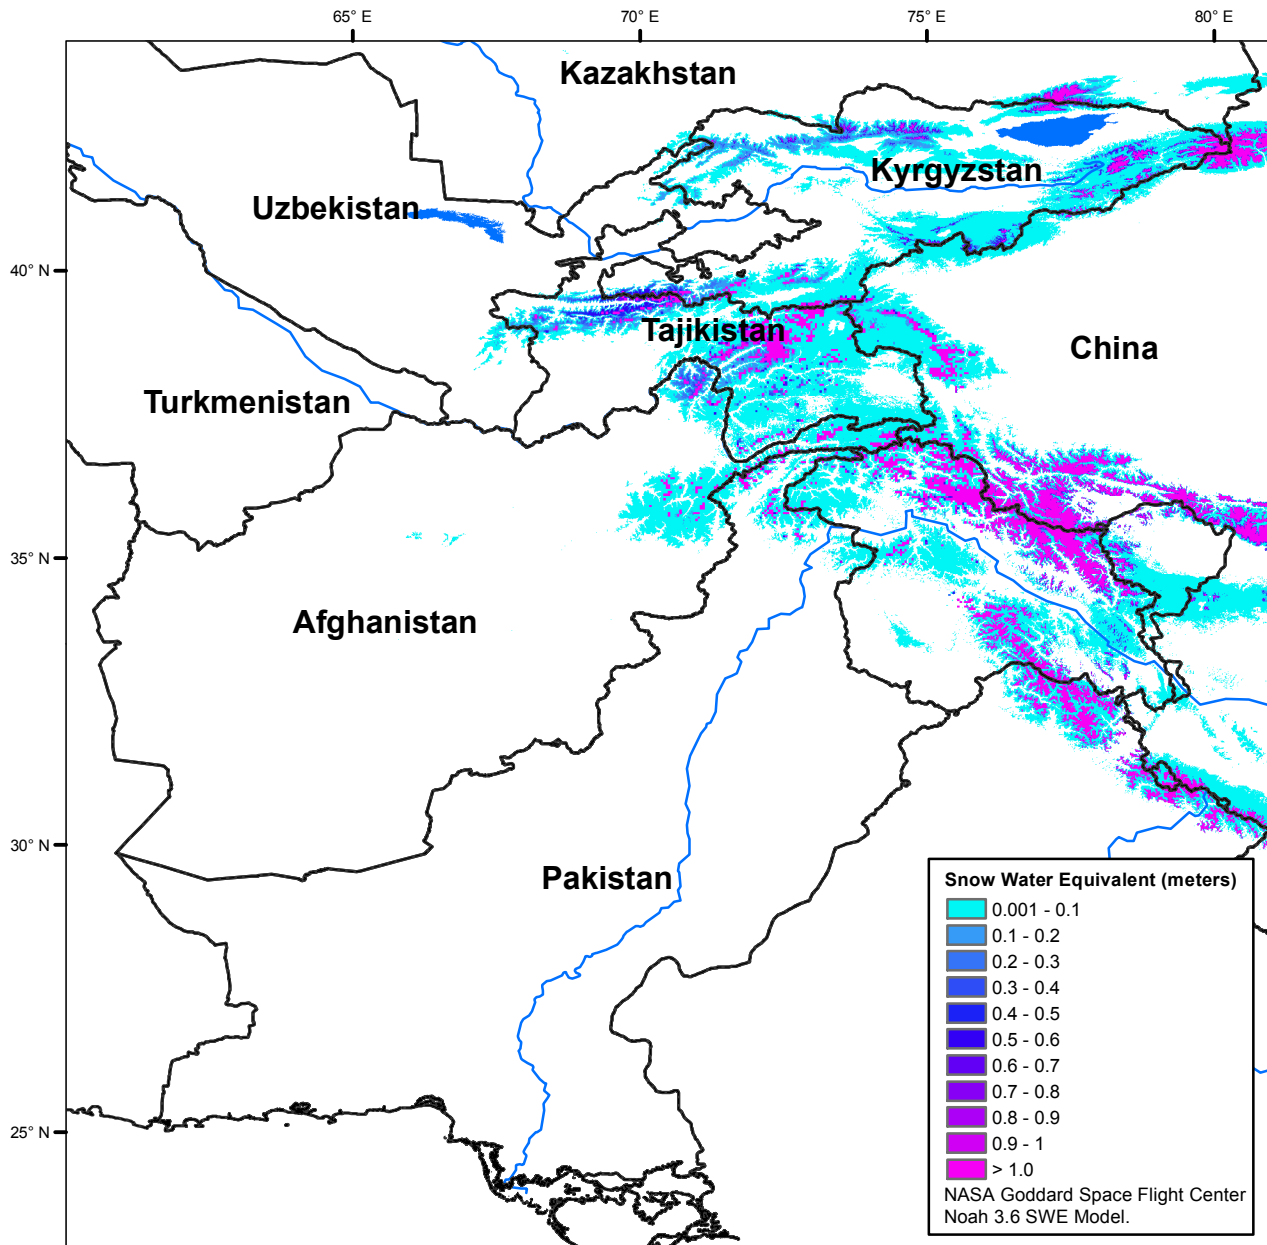 65° E
70° E
75° E
80° E
Kazakhstan
Kyrgyzstan
Uzbekistan
40° N
Tajikistan
China
Turkmenistan
35° N
Afghanistan
30° N
Pakistan
25° N
Snow Water Equivalent (meters)
0.001 - 0.1
0.1 - 0.2
0.2 - 0.3
0.3 - 0.4
0.4 - 0.5
0.5 - 0.6
0.6 - 0.7
0.7 - 0.8
0.8 - 0.9
0.9 - 1
> 1.0
NASA Goddard Space Flight Center
Noah 3.6 SWE Model.